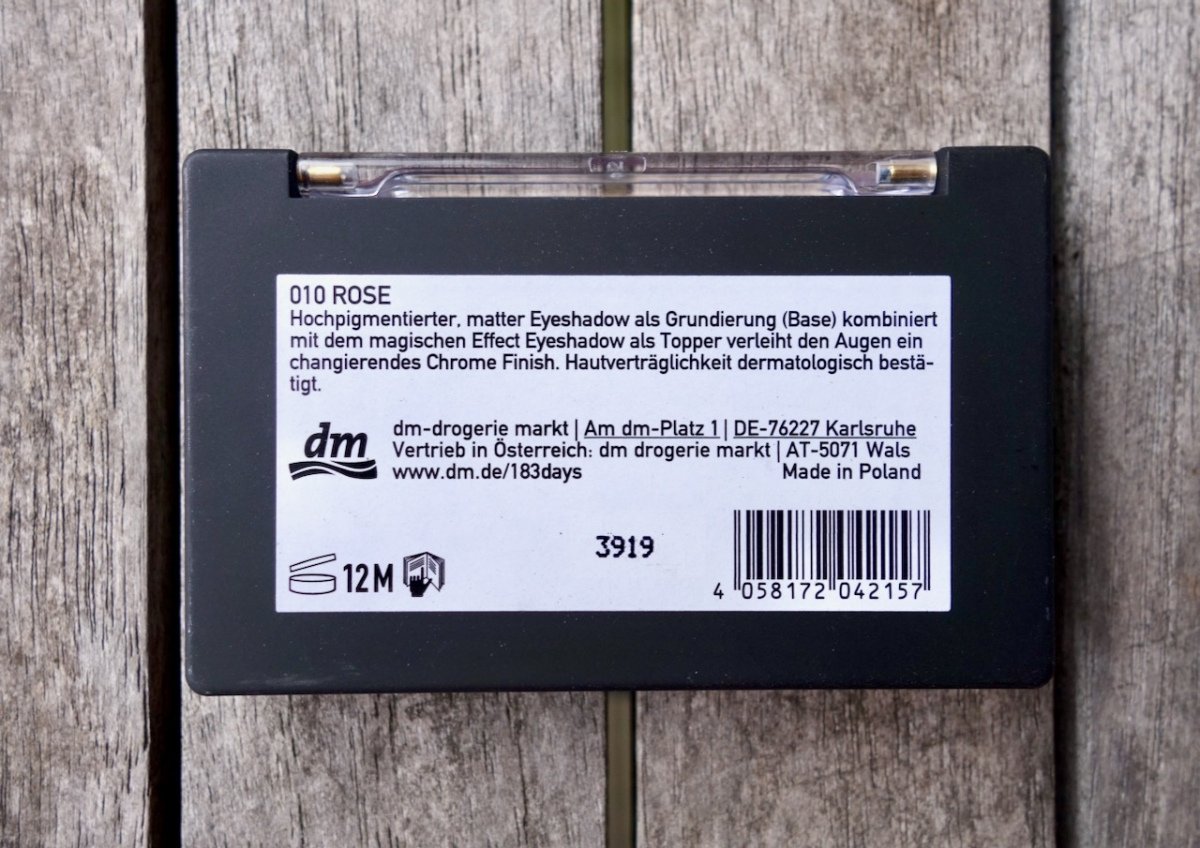 010 ROSE
Hochpigmentierter, matter Eyeshadow als Grundierung (Base) kombiniert
mit dem magischen Effect Eyeshadow als Topper verleiht den Augen ein
changierendes Chrome Finish. Hautverträglichkeit dermatologisch bestä-
tigt.
dm
dm-drogerie markt | Am dm-Platz 1 | DE-76227 Karlsruhe
Vertrieb in Österreich: dm drogerie markt | AT-5071 Wals
www.dm.de/183days Made in Poland
3919
12M
4 058172 042157